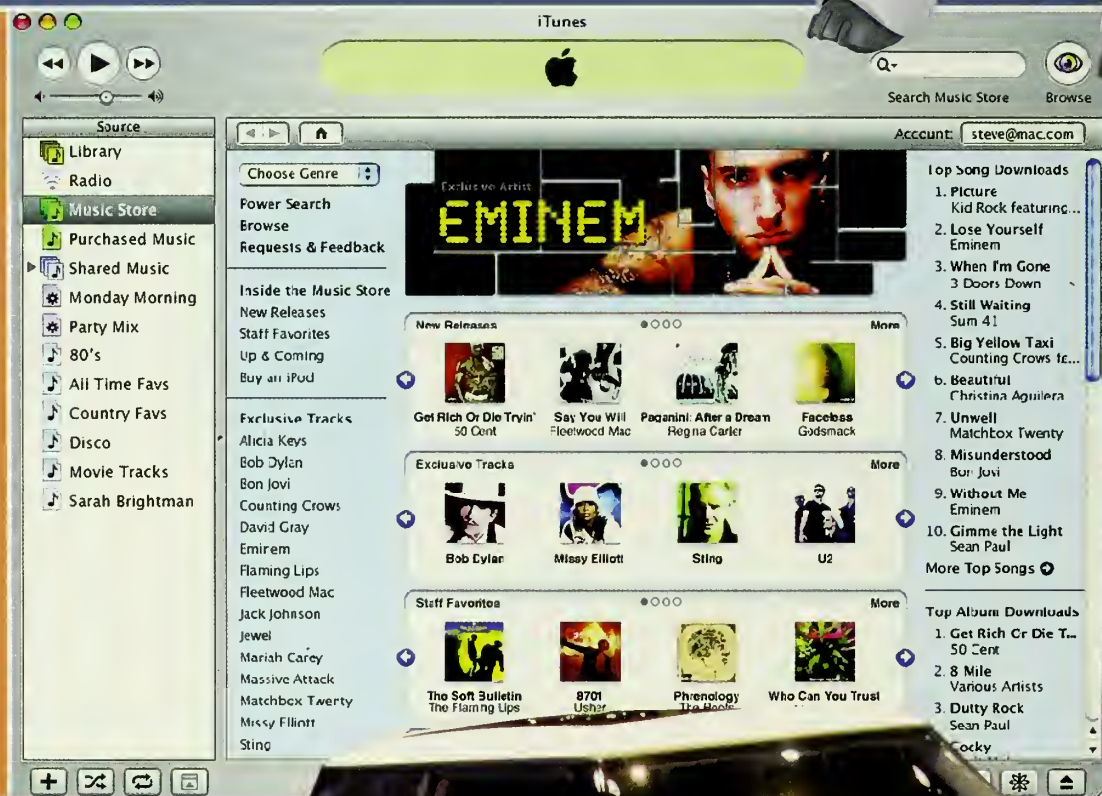 iTunes
Search Music Store
Browse
Source
Library
Radio
Music Store
Purchased Music
Shared Music
Monday Morning
Party Mix
80's
All Time Favs
Country Favs
Disco
Movie Tracks
Sarah Brightman
Account: steve@mac.com
Choose Genre
Power Search
Browse
Requests & Feedback
Inside the Music Store
New Releases
Staff Favorites
Up & Coming
Buy an iPod
Exclusive Tracks
Alicia Keys
Bob Dylan
Bon Jovi
Counting Crows
David Gray
Eminem
Flaming Lips
Fleetwood Mac
Jack Johnson
Jewel
Mariah Carey
Massive Attack
Matchbox Twenty
Missy Elliott
Sting
Exclusive Artist
EMINEM
New Releases
More
Get Rich Or Die Tryin'
50 Cent
Say You Will
Fleetwood Mac
Paganini: After a Dream
Regina Carter
Faceless
Godsmack
Exclusive Tracks
More
Bob Dylan
Missy Elliott
Sting
U2
Staff Favorites
More
The Soft Bulletin
The Flaming Lips
8701
Usher
Phrenology
The Roots
Who Can You Trust
Top Song Downloads
1. Picture
Kid Rock featuring...
2. Lose Yourself
Eminem
3. When I'm Gone
3 Doors Down
4. Still Waiting
Sum 41
5. Big Yellow Taxi
Counting Crows fe...
6. Beautiful
Christina Aguilera
7. Unwell
Matchbox Twenty
8. Misunderstood
Bon Jovi
9. Without Me
Eminem
10. Gimme the Light
Sean Paul
More Top Songs
Top Album Downloads
1. Get Rich Or Die T...
50 Cent
2. 8 Mile
Various Artists
3. Dutty Rock
Sean Paul
Cocky